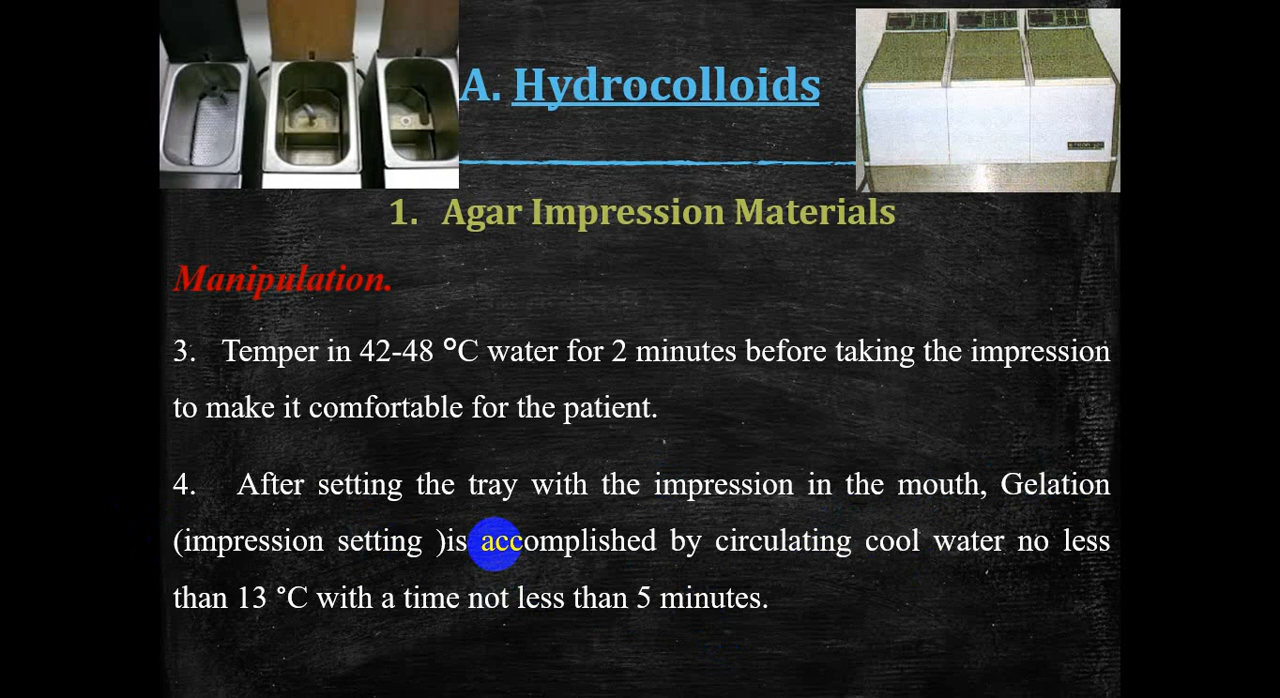 A. Hydrocolloids
1. Agar Impression Materials
Manipulation.
3. Temper in 42-48 °C water for 2 minutes before taking the impression
to make it comfortable for the patient.
4. After setting the tray with the impression in the mouth, Gelation
(impression setting )is accomplished by circulating cool water no less
than 13 °C with a time not less than 5 minutes.